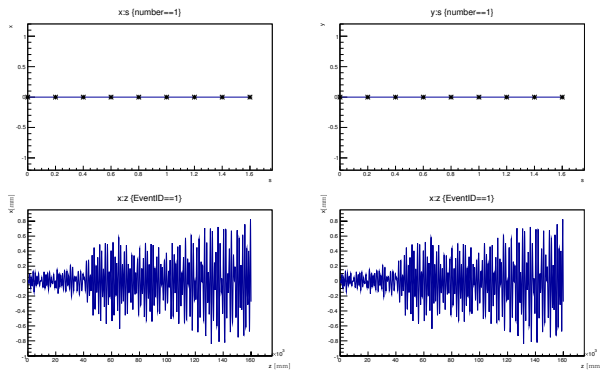 x:s {number==1}
x
1
0.5
0
-0.5
-1
0 0.2 0.4 0.6 0.8 1 1.2 1.4 1.6
s
y:s {number==1}
y
1
0.5
0
-0.5
-1
0 0.2 0.4 0.6 0.8 1 1.2 1.4 1.6
s
x:z {EventID==1}
x[mm]
0.8
0.6
0.4
0.2
0
-0.2
-0.4
-0.6
-0.8
-1
0 20 40 60 80 100 120 140 160
×10³
z [mm]
x:z {EventID==1}
x[mm]
0.8
0.6
0.4
0.2
0
-0.2
-0.4
-0.6
-0.8
-1
0 20 40 60 80 100 120 140 160
×10³
z [mm]